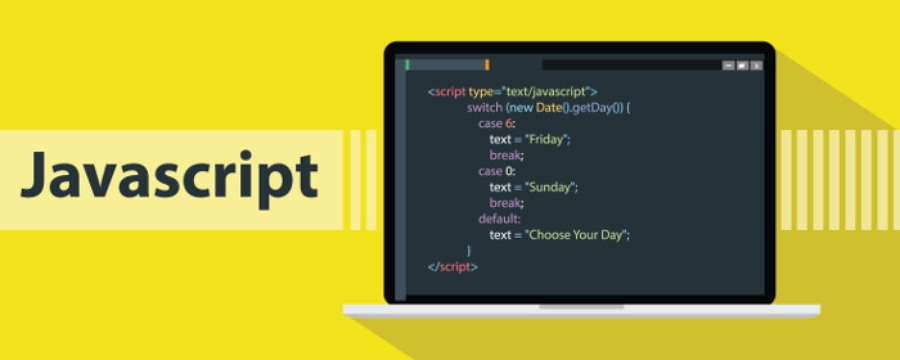 Javascript
<script type="text/javascript">
switch (new Date().getDay()) {
case 6:
text = "Friday";
break;
case 0:
text = "Sunday";
break;
default:
text = "Choose Your Day";
}
</script>